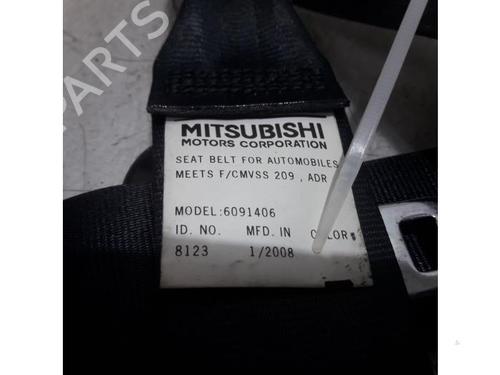 MITSUBISHI
MOTORS CORPORATION
SEAT BELT FOR AUTOMOBILES
MEETS F/CMVSS 209 , ADR
MODEL:6091406
ID. NO. MFD. IN COLOR:
8123 1/2008
PARTS